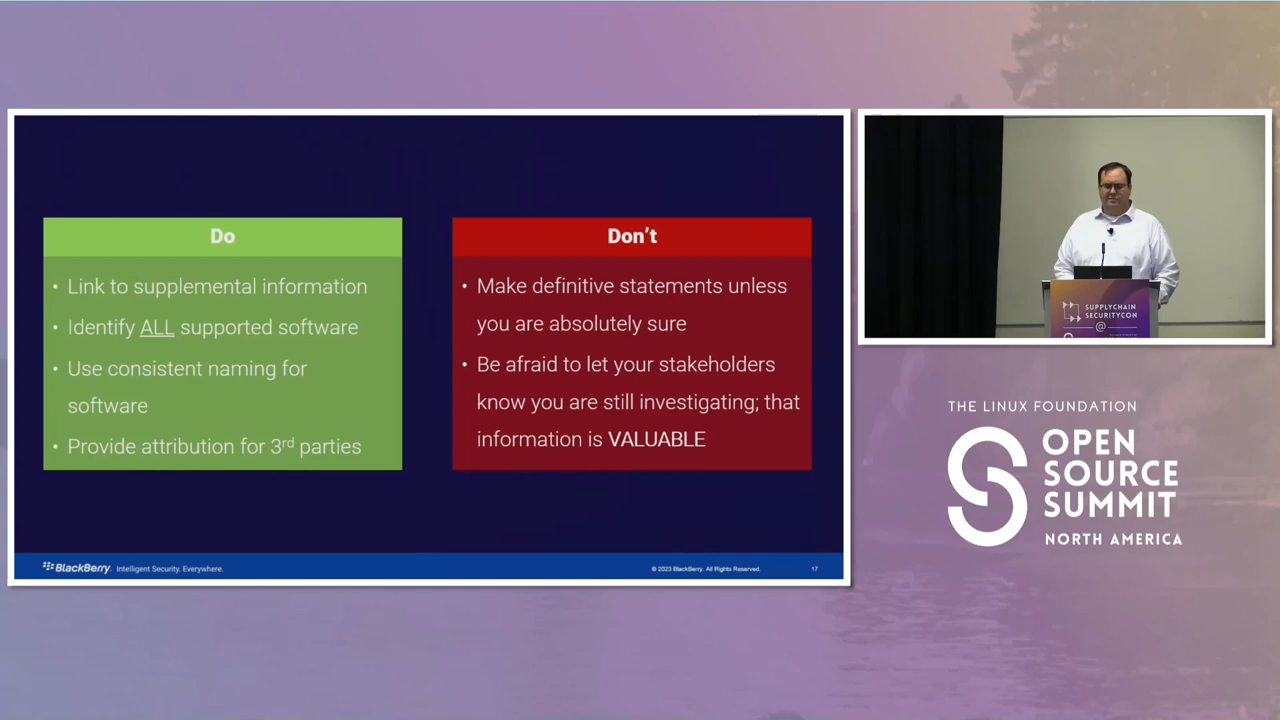 Do
• Link to supplemental information
• Identify ALL supported software
• Use consistent naming for
software
• Provide attribution for 3rd parties
Don't
• Make definitive statements unless
you are absolutely sure
• Be afraid to let your stakeholders
know you are still investigating; that
information is VALUABLE
BlackBerry. Intelligent Security. Everywhere.
© 2023 BlackBerry. All Rights Reserved.
17
SUPPLYCHAIN
SECURITYCON
@
THE LINUX FOUNDATION
OPEN
SOURCE
SUMMIT
NORTH AMERICA